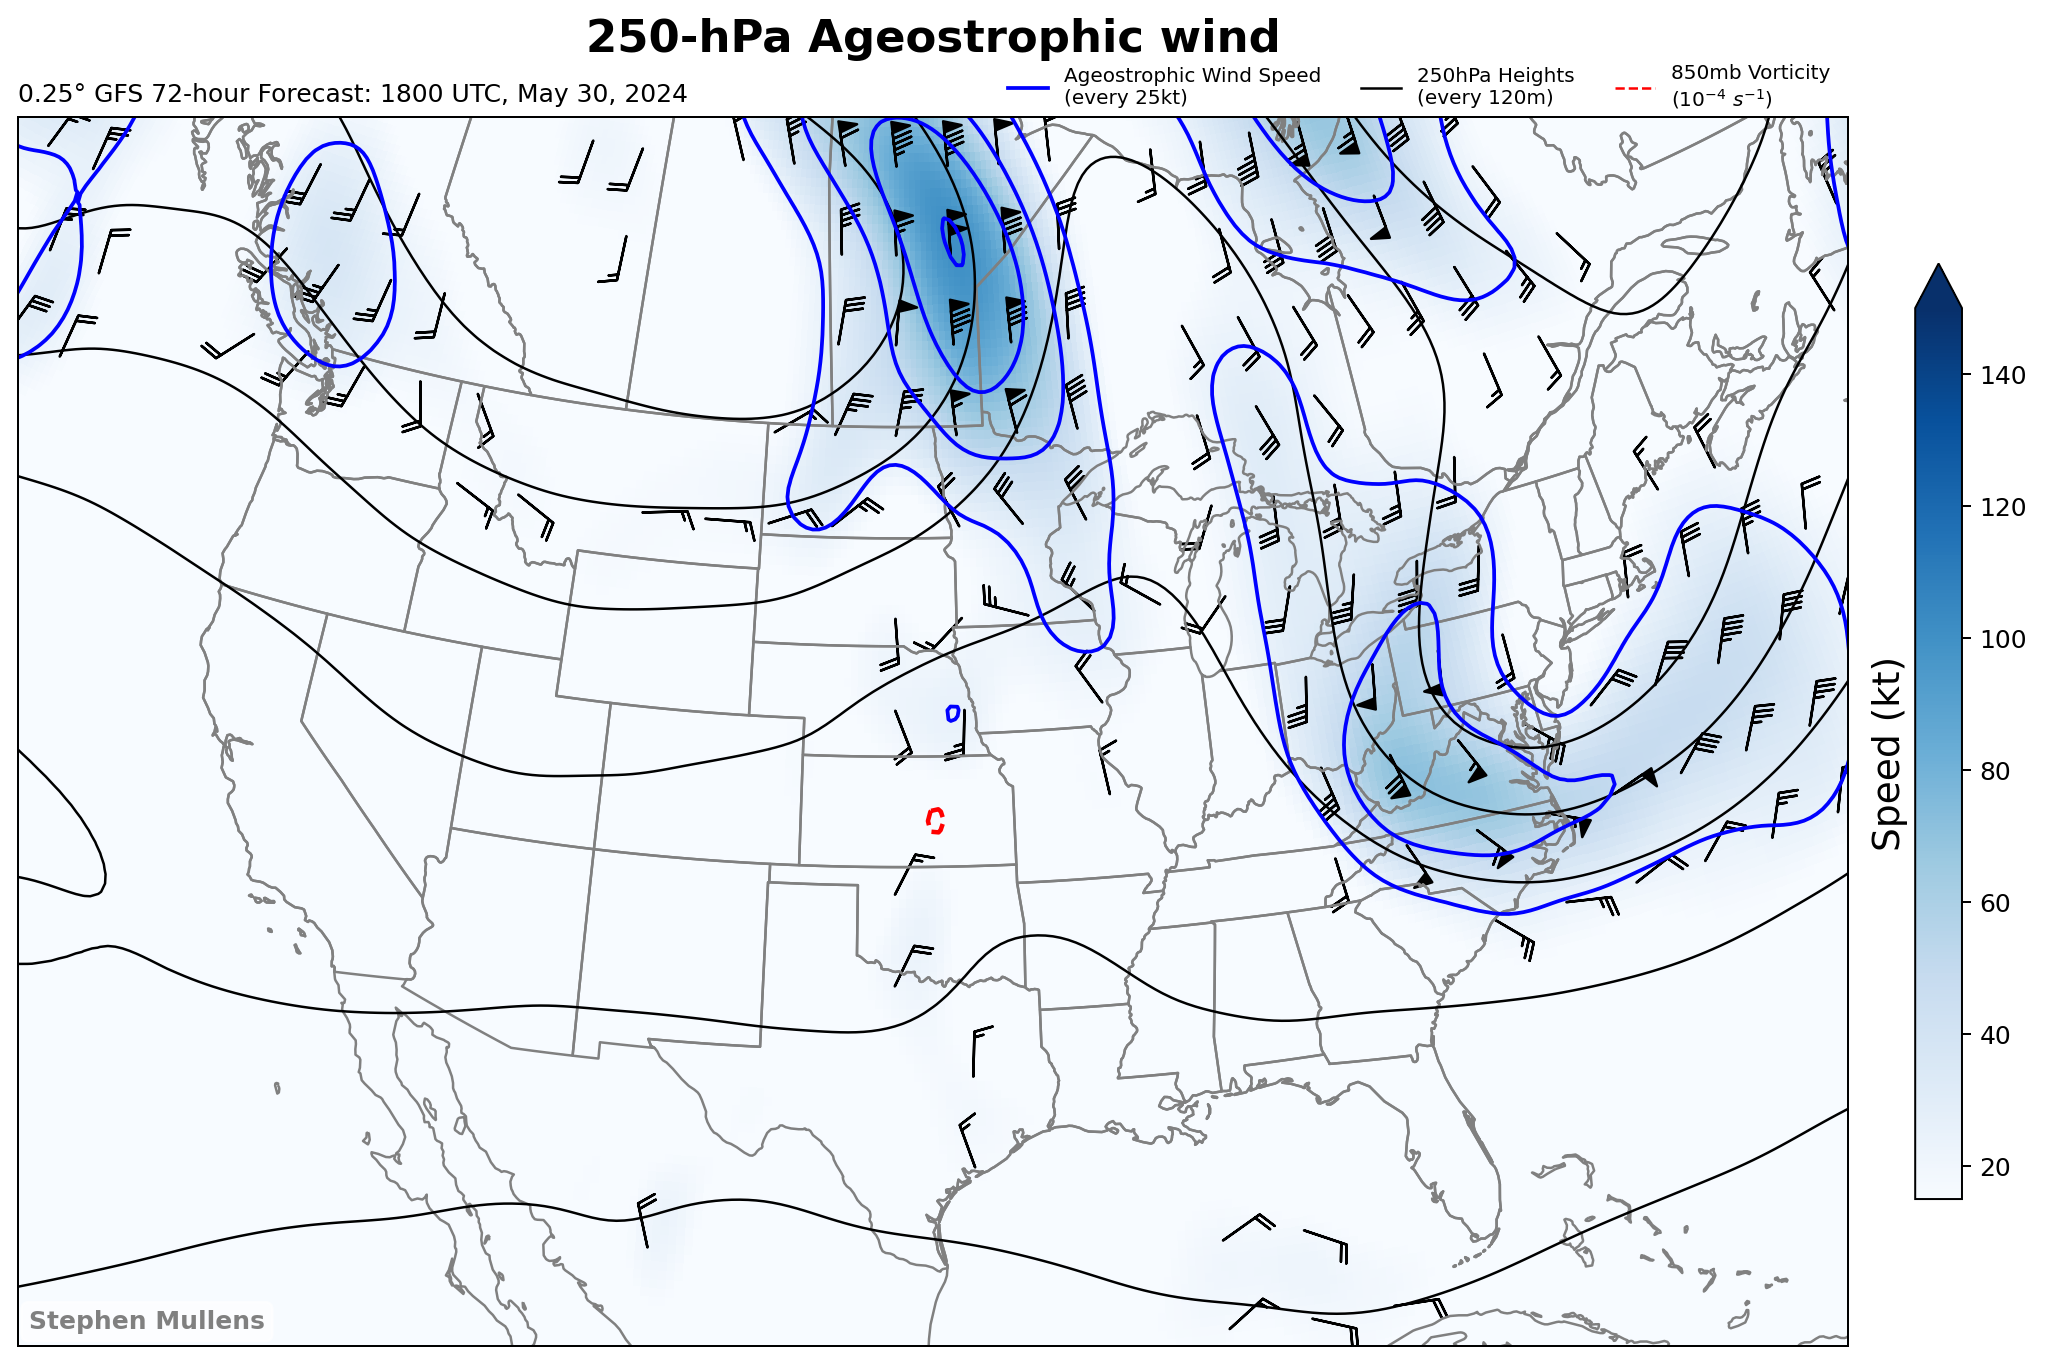 250-hPa Ageostrophic wind
0.25° GFS 72-hour Forecast: 1800 UTC, May 30, 2024
Ageostrophic Wind Speed
(every 25kt)
250hPa Heights
(every 120m)
850mb Vorticity
(10⁻⁴ s⁻¹)
140
120
100
80
60
40
20
Speed (kt)
Stephen Mullens